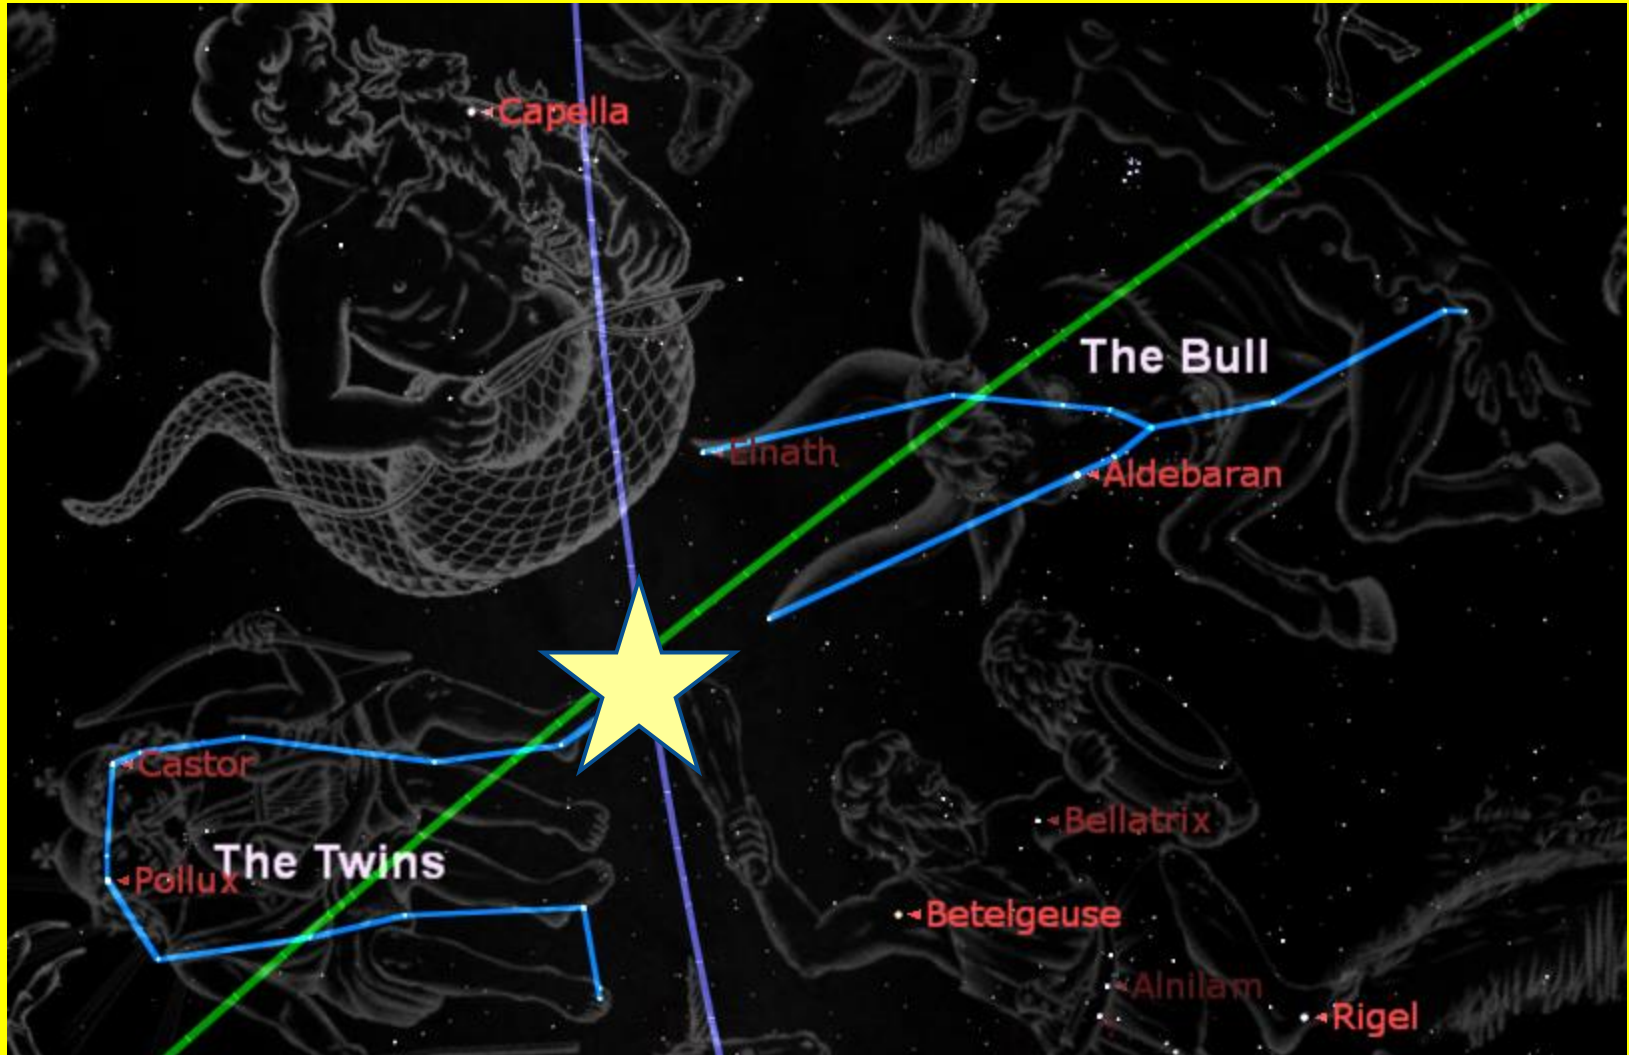 Capella
The Bull
Elnath
Aldebaran
Castor
Bellatrix
The Twins
Pollux
Betelgeuse
Alnilam
Rigel